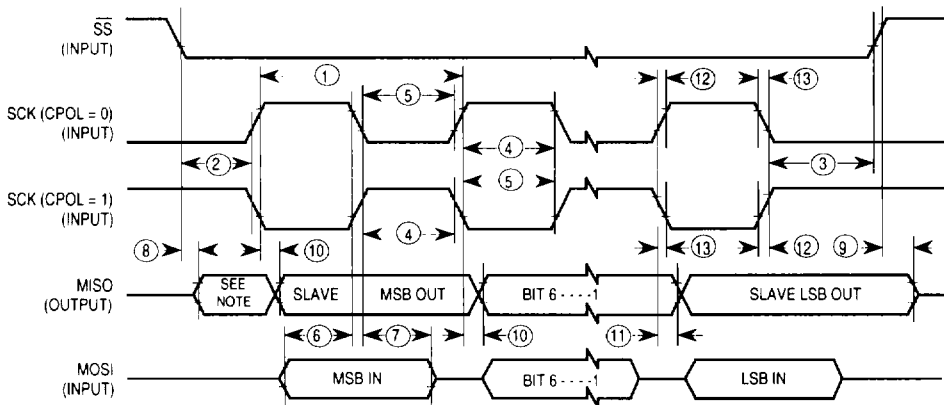 SS
(INPUT)
① ⑫ ⑬
⑤
SCK (CPOL = 0)
(INPUT)
④
② ③
⑤
SCK (CPOL = 1)
(INPUT)
④
⑧ ⑩ ⑬ ⑫ ⑨
MISO
(OUTPUT)
SEE
NOTE
SLAVE MSB OUT
BIT 6 - - - - 1
SLAVE LSB OUT
⑥ ⑦ ⑩ ⑪
MOSI
(INPUT)
MSB IN
BIT 6 - - - - 1
LSB IN